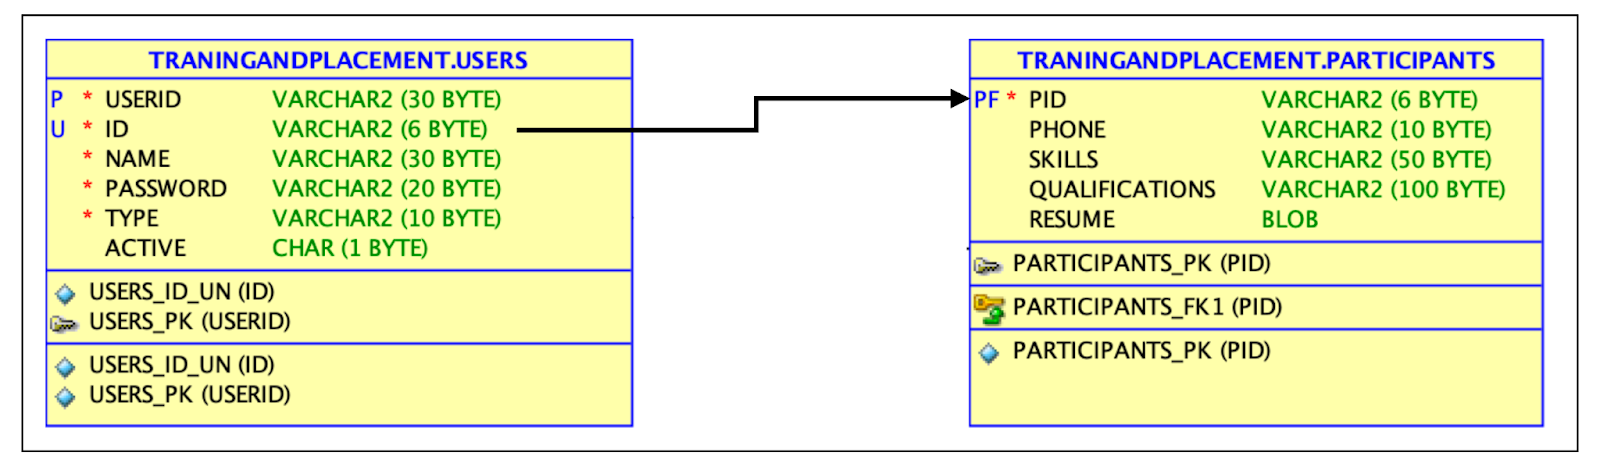 TRANINGANDPLACEMENT.USERS
P * USERID VARCHAR2 (30 BYTE)
U * ID VARCHAR2 (6 BYTE)
* NAME VARCHAR2 (30 BYTE)
* PASSWORD VARCHAR2 (20 BYTE)
* TYPE VARCHAR2 (10 BYTE)
ACTIVE CHAR (1 BYTE)
USERS_ID_UN (ID)
USERS_PK (USERID)
USERS_ID_UN (ID)
USERS_PK (USERID)
TRANINGANDPLACEMENT.PARTICIPANTS
PF * PID VARCHAR2 (6 BYTE)
PHONE VARCHAR2 (10 BYTE)
SKILLS VARCHAR2 (50 BYTE)
QUALIFICATIONS VARCHAR2 (100 BYTE)
RESUME BLOB
PARTICIPANTS_PK (PID)
PARTICIPANTS_FK1 (PID)
PARTICIPANTS_PK (PID)